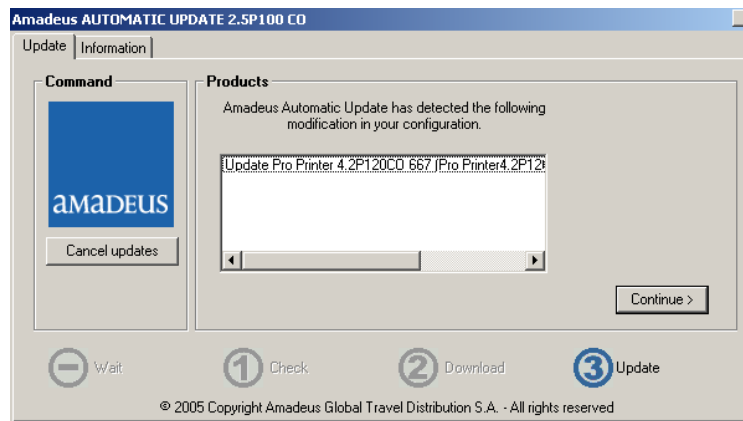 Amadeus AUTOMATIC UPDATE 2.5P100 CO
Update Information
Command
Products
Amadeus Automatic Update has detected the following
modification in your configuration.
Update Pro Printer 4.2P120CO 667 (Pro Printer4.2P12
amadeus
Cancel updates
Continue >
Wait
1 Check
2 Download
3 Update
© 2005 Copyright Amadeus Global Travel Distribution S.A. - All rights reserved